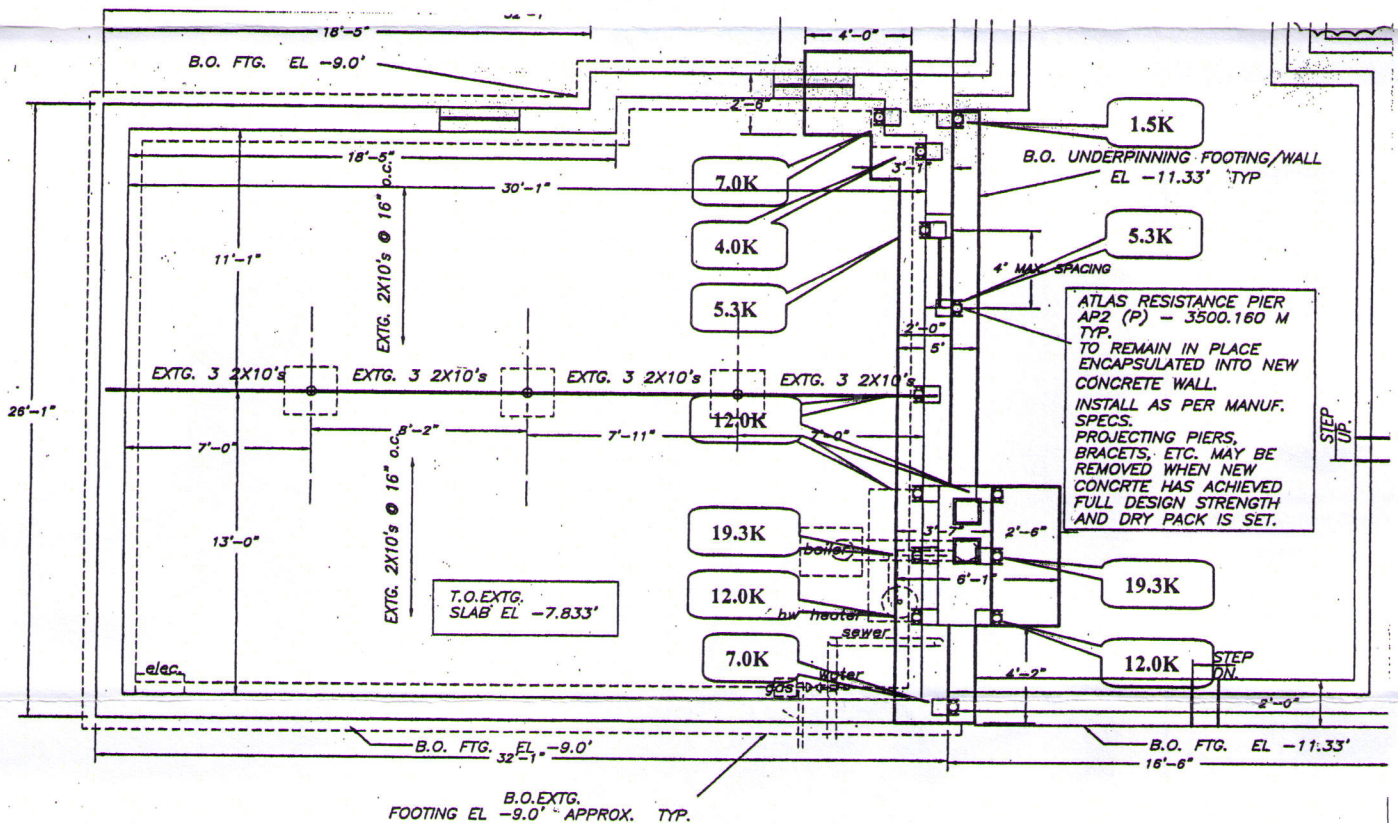 18'-5"
4'-0"
B.O. FTG. EL -9.0'
2'-6"
1.5K
B.O. UNDERPINNING FOOTING/WALL
EL -11.33' TYP
18'-5"
30'-1"
7.0K
3'-1"
4.0K
5.3K
5.3K
4' MAX. SPACING
11'-1"
EXTG. 2X10's @ 16" o.c.
ATLAS RESISTANCE PIER
AP2 (P) - 3500.160 M
TYP.
TO REMAIN IN PLACE
ENCAPSULATED INTO NEW
CONCRETE WALL.
INSTALL AS PER MANUF.
SPECS.
PROJECTING PIERS,
BRACETS, ETC. MAY BE
REMOVED WHEN NEW
CONCRTE HAS ACHIEVED
FULL DESIGN STRENGTH
AND DRY PACK IS SET.
2'-0"
5'
EXTG. 3 2X10's
EXTG. 3 2X10's
EXTG. 3 2X10's
EXTG. 3 2X10's
26'-1"
12.0K
7'-0"
8'-2"
7'-11"
7'-0"
STEP
UP.
EXTG. 2X10's @ 16" o.c.
13'-0"
19.3K
boiler
3'-7"
2'-6"
6'-1"
19.3K
T.O.EXTG.
SLAB EL -7.833'
12.0K
hw heater
sewer
12.0K
7.0K
4'-2"
STEP
DN.
elec.
gas
water
2'-0"
B.O. FTG. EL -9.0'
32'-1"
B.O. FTG. EL -11.33'
16'-6"
B.O.EXTG.
FOOTING EL -9.0' APPROX. TYP.